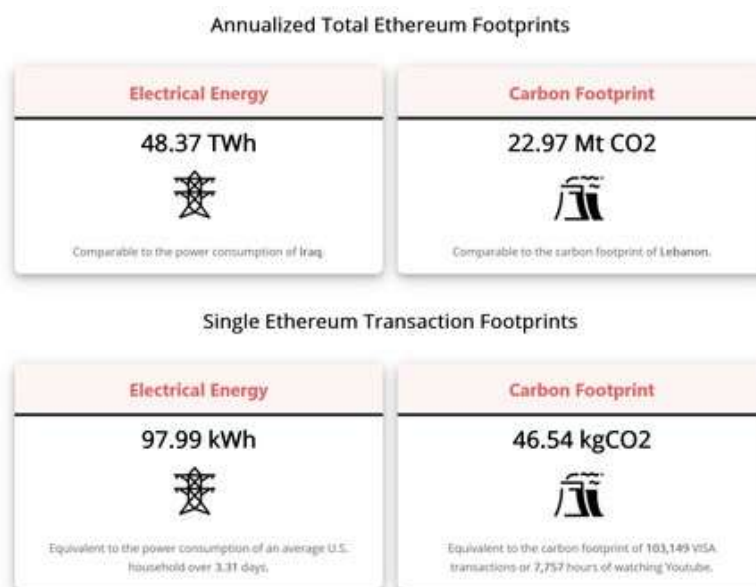 Annualized Total Ethereum Footprints
Electrical Energy
Carbon Footprint
48.37 TWh
22.97 Mt CO2
Comparable to the power consumption of Iraq.
Comparable to the carbon footprint of Lebanon.
Single Ethereum Transaction Footprints
Electrical Energy
Carbon Footprint
97.99 kWh
46.54 kgCO2
Equivalent to the power consumption of an average U.S.
household over 3.31 days.
Equivalent to the carbon footprint of 103,149 VISA
transactions or 7,757 hours of watching Youtube.